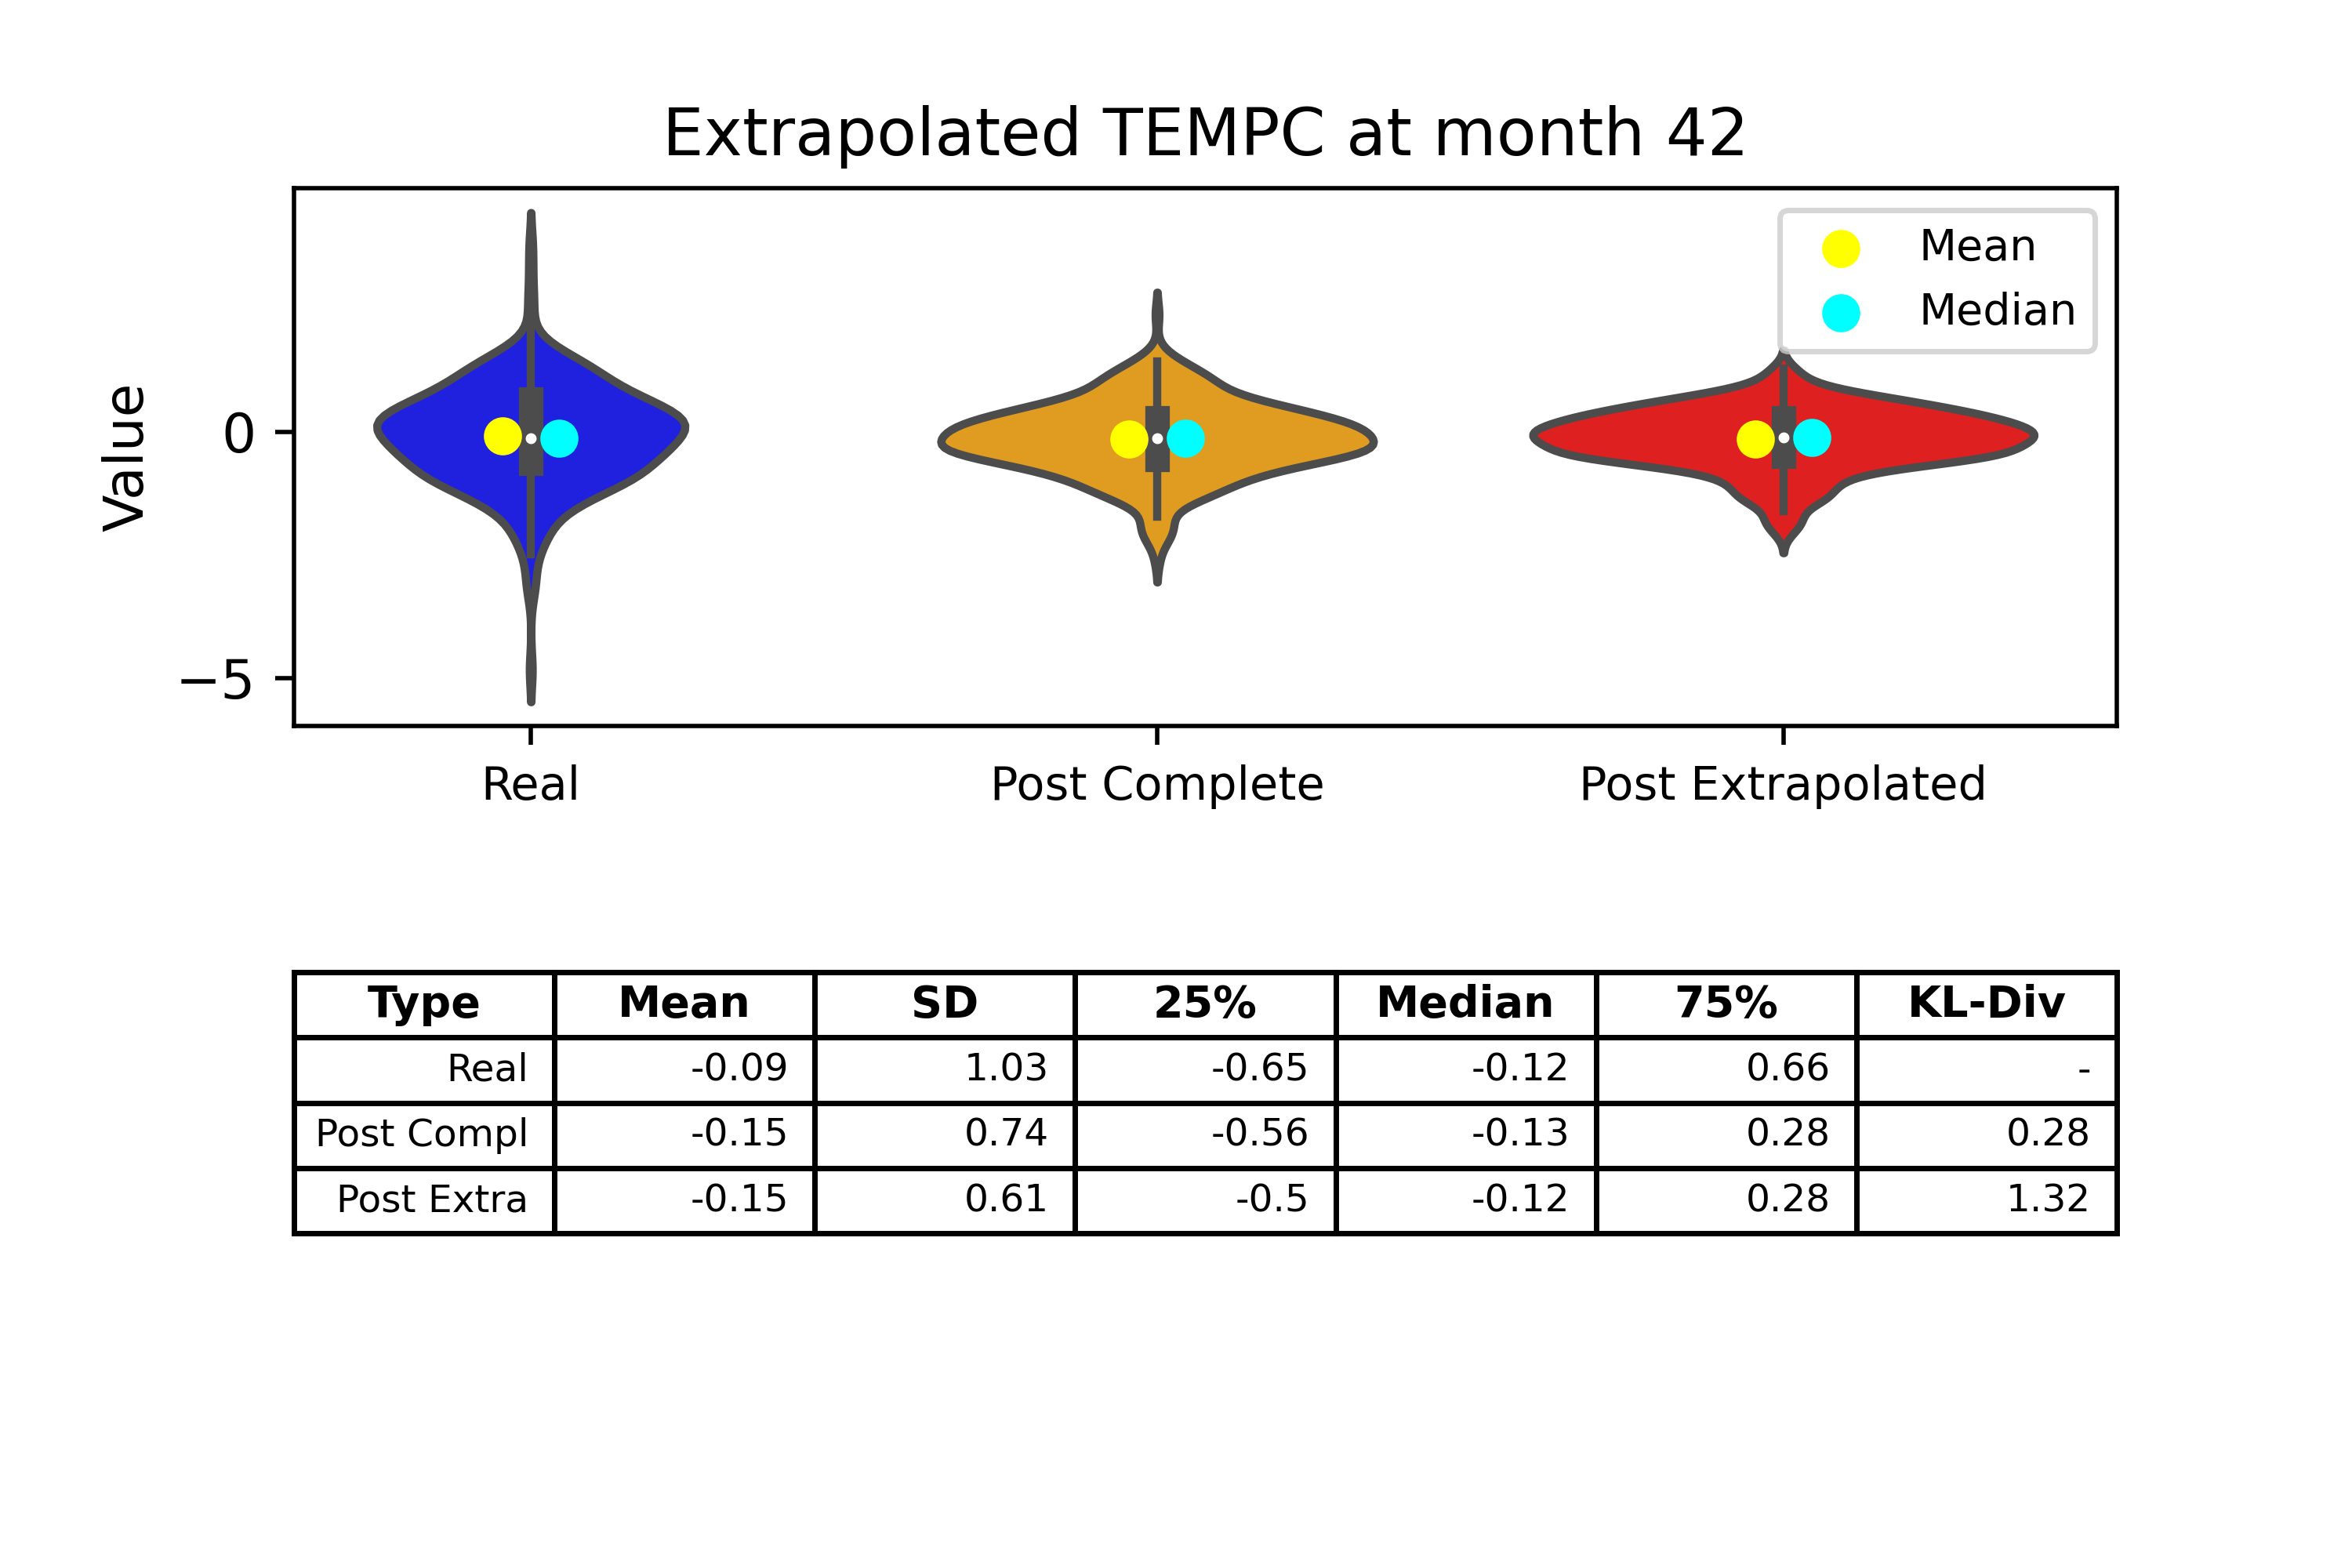 Extrapolated TEMPC at month 42
Mean
Median
Value
0
−5
Real Post Complete Post Extrapolated
Type Mean SD 25% Median 75% KL-Div
Real -0.09 1.03 -0.65 -0.12 0.66 -
Post Compl -0.15 0.74 -0.56 -0.13 0.28 0.28
Post Extra -0.15 0.61 -0.5 -0.12 0.28 1.32